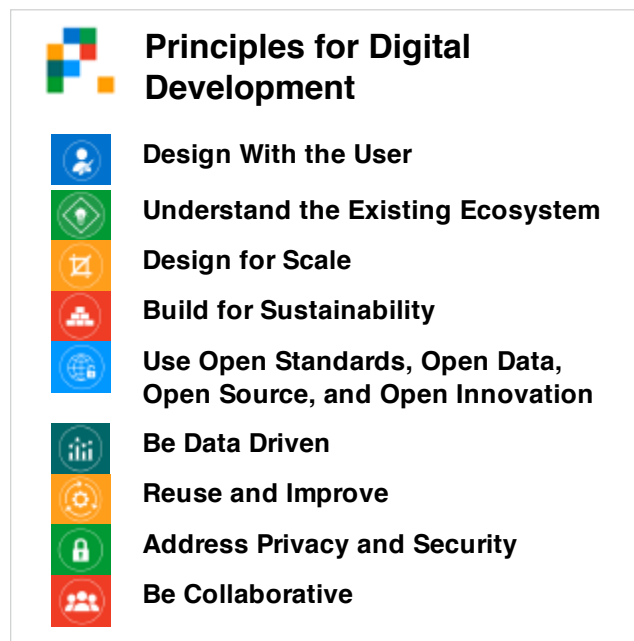 Principles for Digital
Development
Design With the User
Understand the Existing Ecosystem
Design for Scale
Build for Sustainability
Use Open Standards, Open Data,
Open Source, and Open Innovation
Be Data Driven
Reuse and Improve
Address Privacy and Security
Be Collaborative